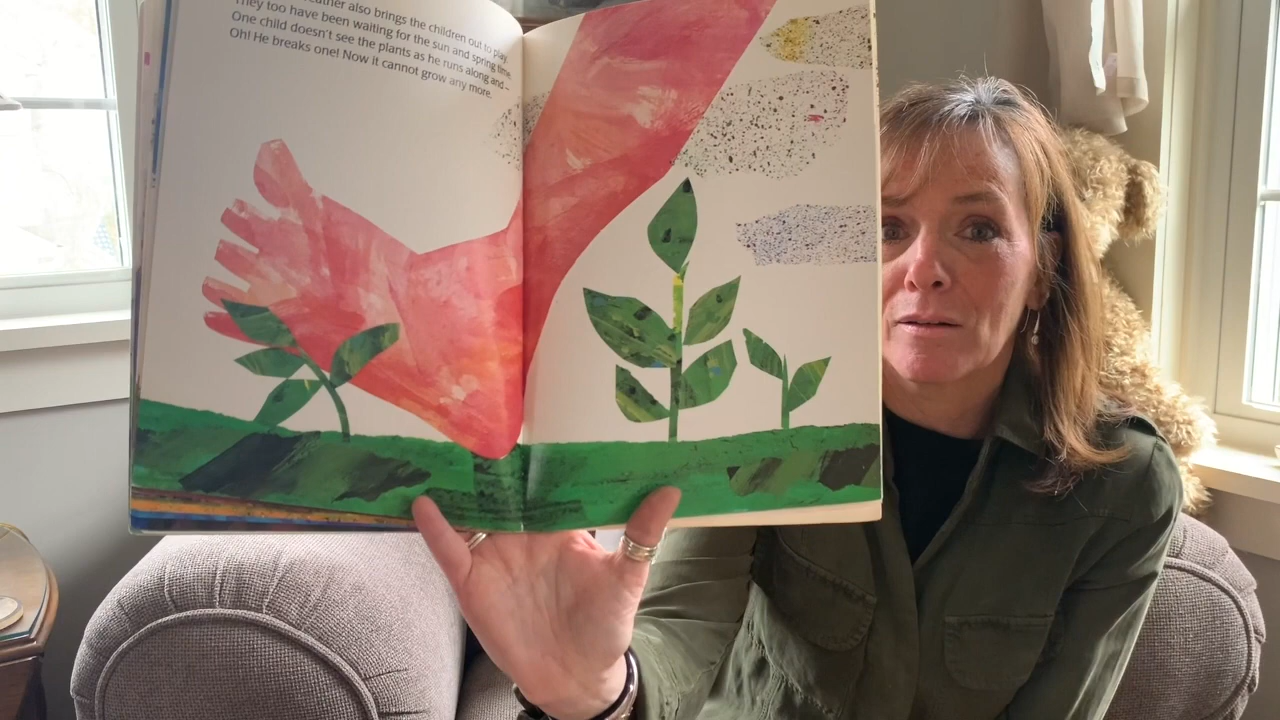 weather also brings the children out to play.
They too have been waiting for the sun and spring time.
One child doesn't see the plants as he runs along and–
Oh! He breaks one! Now it cannot grow any more.